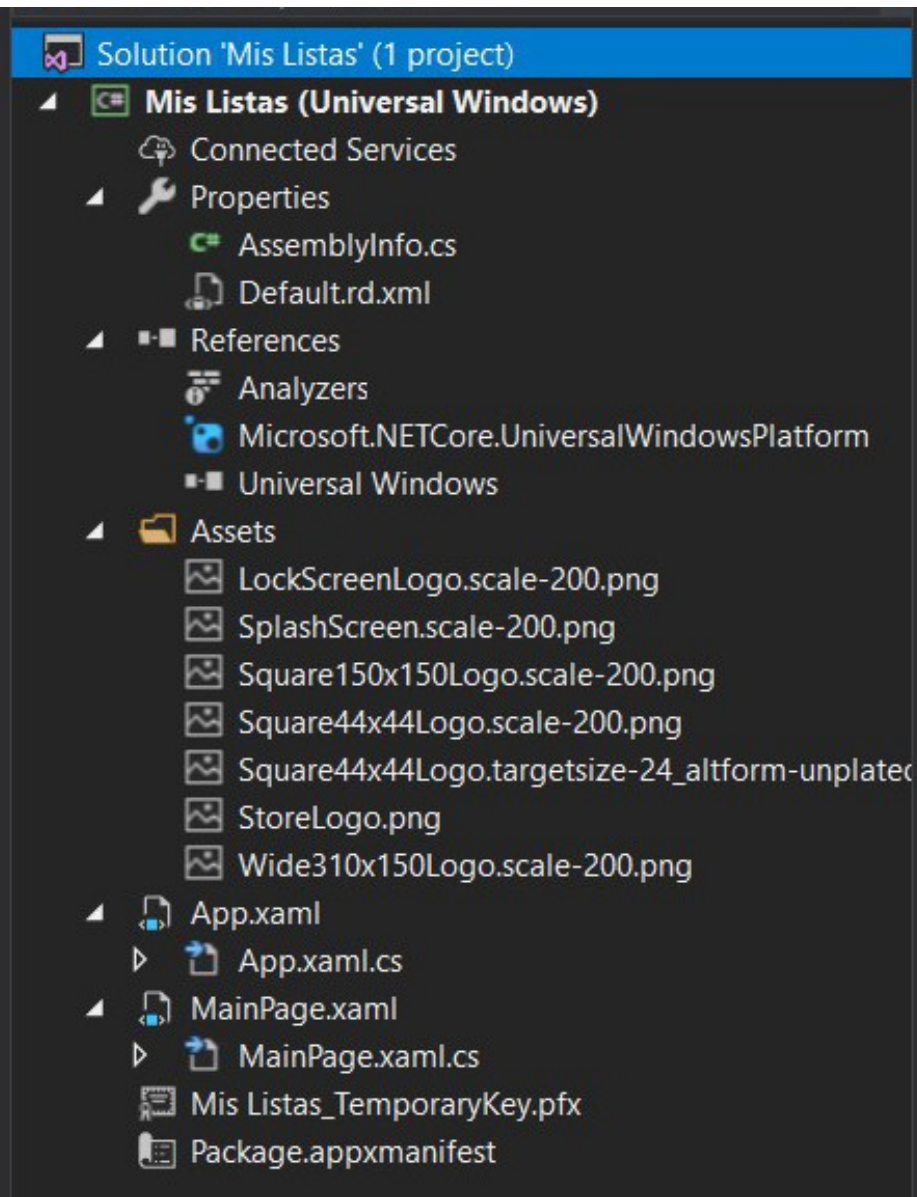 Solution 'Mis Listas' (1 project)
C# Mis Listas (Universal Windows)
Connected Services
Properties
C# AssemblyInfo.cs
Default.rd.xml
References
Analyzers
Microsoft.NETCore.UniversalWindowsPlatform
Universal Windows
Assets
LockScreenLogo.scale-200.png
SplashScreen.scale-200.png
Square150x150Logo.scale-200.png
Square44x44Logo.scale-200.png
Square44x44Logo.targetsize-24_altform-unplated
StoreLogo.png
Wide310x150Logo.scale-200.png
App.xaml
App.xaml.cs
MainPage.xaml
MainPage.xaml.cs
Mis Listas_TemporaryKey.pfx
Package.appxmanifest